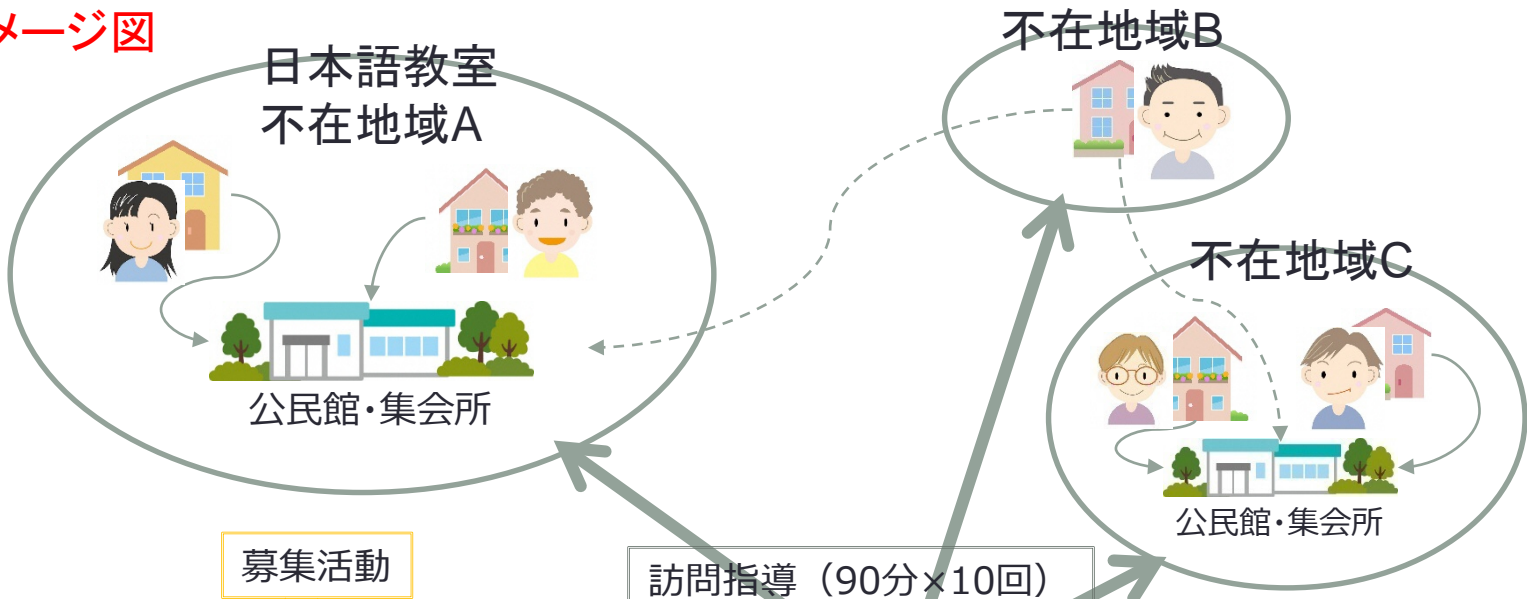 メージ図
日本語教室
不在地域A
公民館・集会所
不在地域B
不在地域C
公民館・集会所
募集活動
訪問指導（90分×10回）